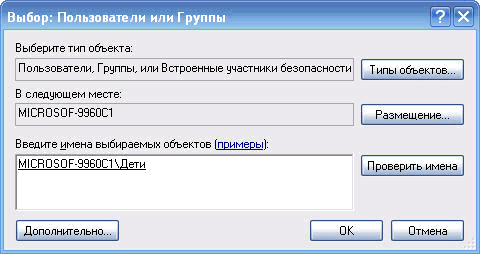 Выбор: Пользователи или Группы
Выберите тип объекта:
Пользователи, Группы, или Встроенные участники безопасности
Типы объектов...
В следующем месте:
MICROSOF-9960C1
Размещение...
Введите имена выбираемых объектов (примеры):
MICROSOF-9960C1\Дети
Проверить имена
Дополнительно...
ОК
Отмена